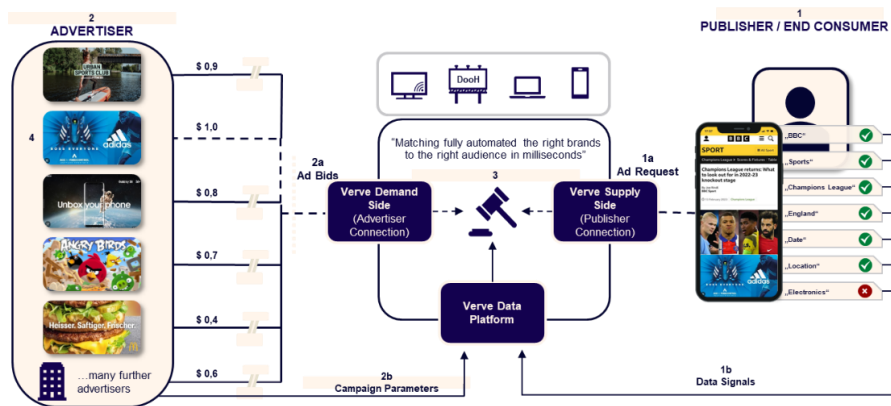 2
ADVERTISER
URBAN
SPORTS CLUB
$ 0,9
4
adidas
$ 1,0
Unbox your phone
$ 0,8
ANGRY BIRDS
$ 0,7
Heisser. Saftiger. Frischer.
$ 0,4
…many further
advertisers
$ 0,6
2a
Ad Bids
DooH
“Matching fully automated the right brands
to the right audience in milliseconds”
3
Verve Demand
Side
(Advertiser
Connection)
Verve Supply
Side
(Publisher
Connection)
Verve Data
Platform
1a
Ad Request
2b
Campaign Parameters
1b
Data Signals
1
PUBLISHER / END CONSUMER
BBC
SPORT
Champions League returns: What
to look out for in 2022-23
knockout stage
BBC Sport
adidas
„BBC“
„Sports“
„Champions League“
„England“
„Date“
„Location“
„Electronics“